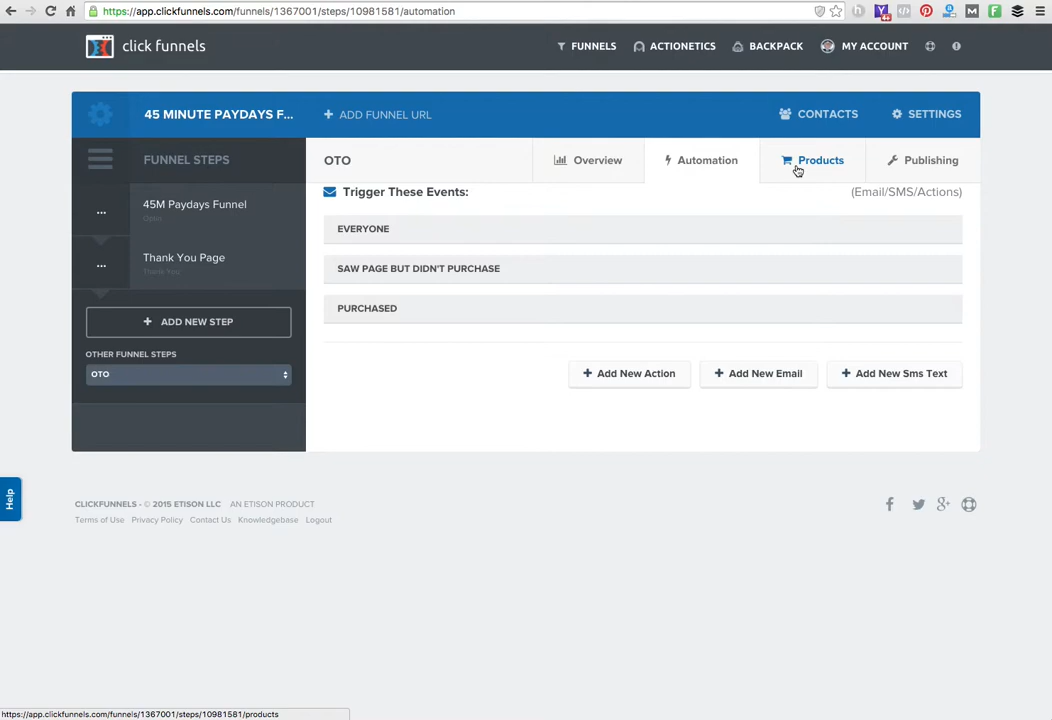 https://app.clickfunnels.com/funnels/1367001/steps/10981581/automation
click funnels
FUNNELS
ACTIONETICS
BACKPACK
MY ACCOUNT
45 MINUTE PAYDAYS F...
ADD FUNNEL URL
CONTACTS
SETTINGS
FUNNEL STEPS
OTO
Overview
Automation
Products
Publishing
Trigger These Events:
(Email/SMS/Actions)
45M Paydays Funnel
Optin
EVERYONE
Thank You Page
Thank You
SAW PAGE BUT DIDN'T PURCHASE
PURCHASED
+ ADD NEW STEP
OTHER FUNNEL STEPS
OTO
+ Add New Action
+ Add New Email
+ Add New Sms Text
Help
CLICKFUNNELS - © 2015 ETISON LLC
AN ETISON PRODUCT
Terms of Use
Privacy Policy
Contact Us
Knowledgebase
Logout
https://app.clickfunnels.com/funnels/1367001/steps/10981581/products